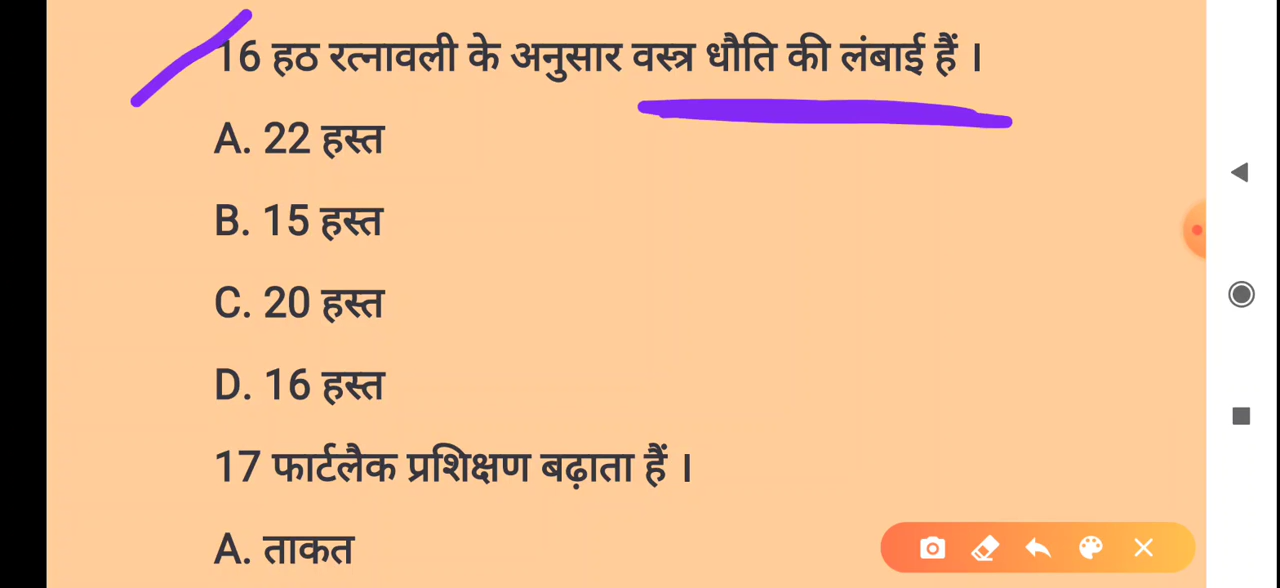 16 हठ रत्नावली के अनुसार वस्त्र धौति की लंबाई हैं ।
A. 22 हस्त
B. 15 हस्त
C. 20 हस्त
D. 16 हस्त
17 फार्टलैक प्रशिक्षण बढ़ाता हैं ।
A. ताकत